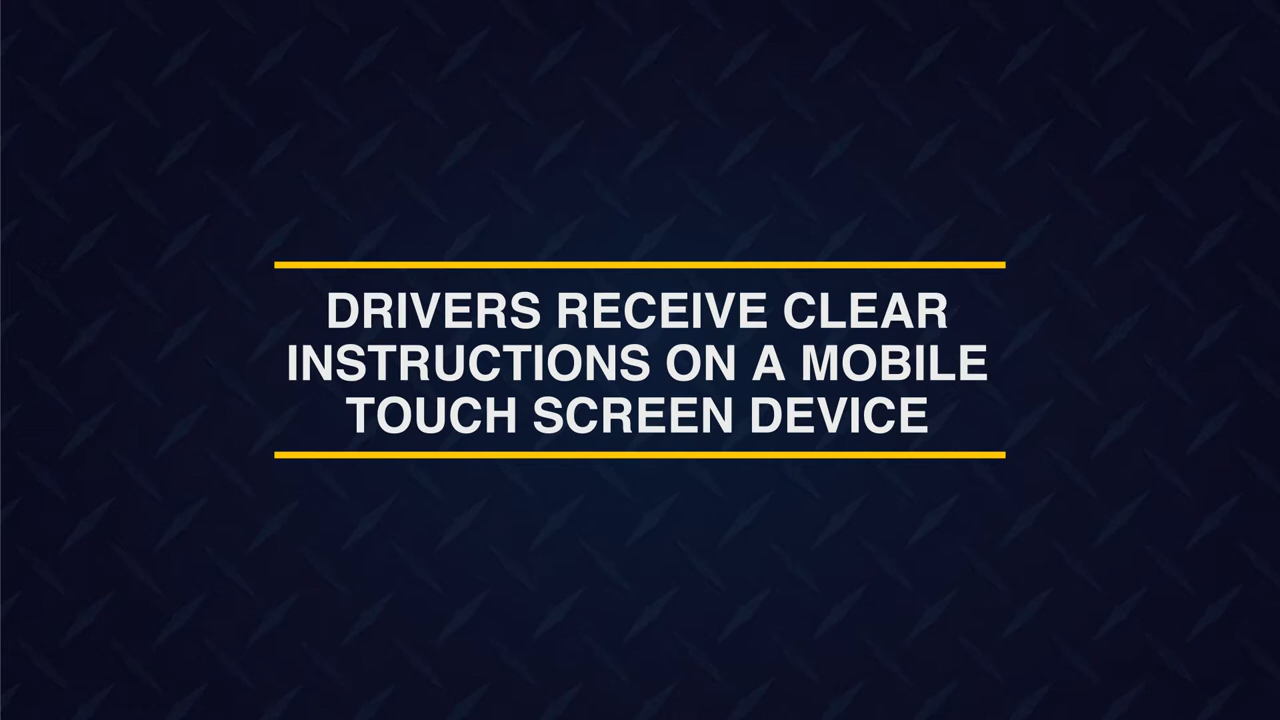 DRIVERS RECEIVE CLEAR
INSTRUCTIONS ON A MOBILE
TOUCH SCREEN DEVICE